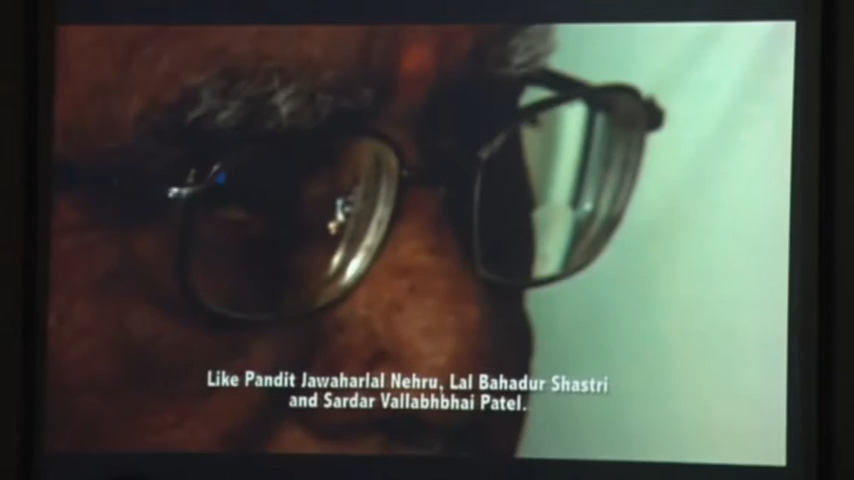 Like Pandit Jawaharlal Nehru, Lal Bahadur Shastri
and Sardar Vallabhbhai Patel.